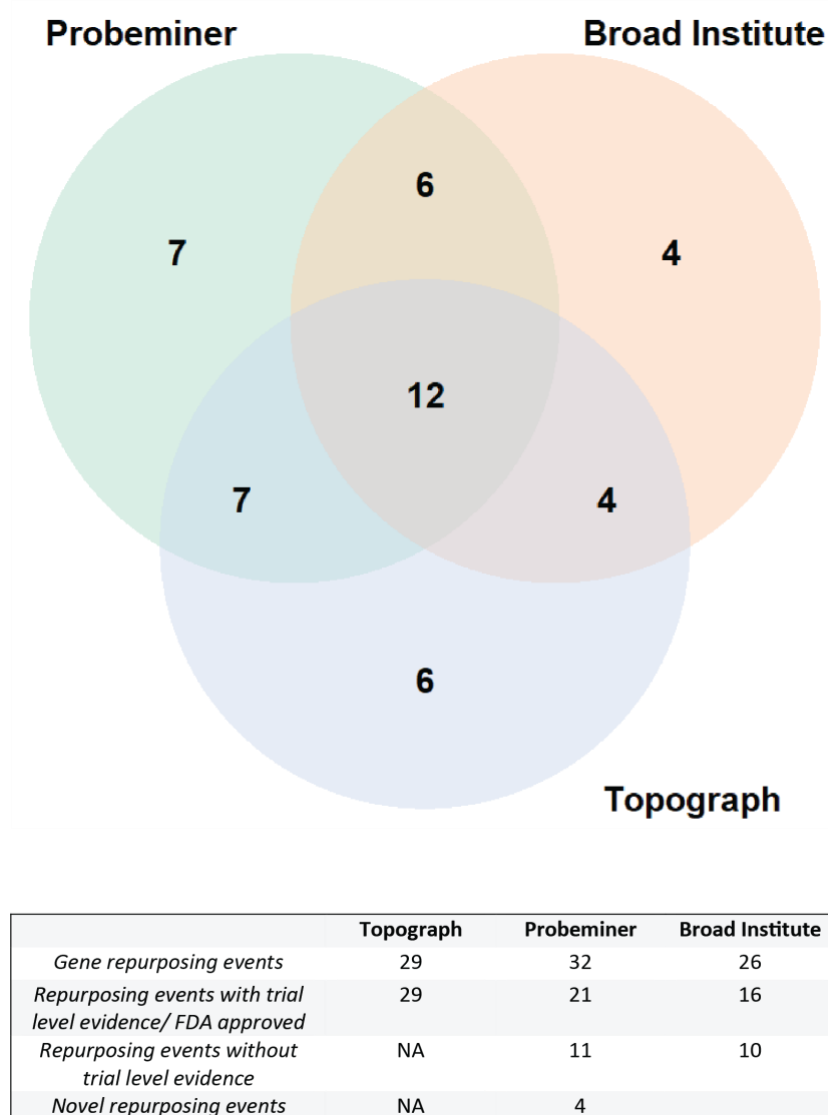 Probeminer Broad Institute
6
7 4
12
7 4
6
Topograph
Topograph Probeminer Broad Institute
Gene repurposing events 29 32 26
Repurposing events with trial 29 21 16
level evidence/ FDA approved
Repurposing events without NA 11 10
trial level evidence
Novel repurposing events NA 4